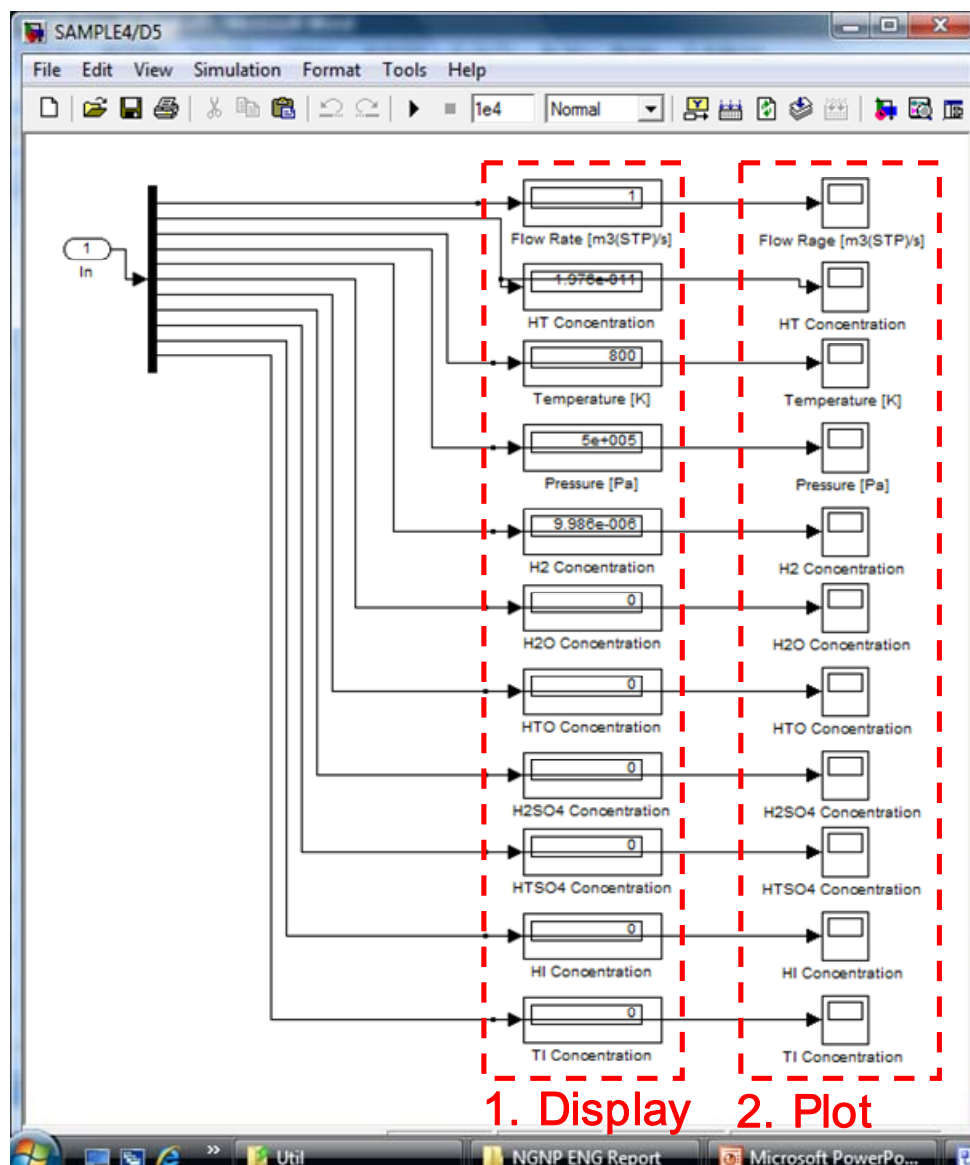 SAMPLE4/D5
File Edit View Simulation Format Tools Help
1e4 Normal
1
In
1
Flow Rate [m3(STP)/s]
Flow Rage [m3(STP)/s]
1.976e-011
HT Concentration
HT Concentration
800
Temperature [K]
Temperature [K]
5e+005
Pressure [Pa]
Pressure [Pa]
9.986e-006
H2 Concentration
H2 Concentration
0
H2O Concentration
H2O Concentration
0
HTO Concentration
HTO Concentration
0
H2SO4 Concentration
H2SO4 Concentration
0
HTSO4 Concentration
HTSO4 Concentration
0
HI Concentration
HI Concentration
0
TI Concentration
TI Concentration
1. Display
2. Plot
Util
NGNP ENG Report
Microsoft PowerPo...